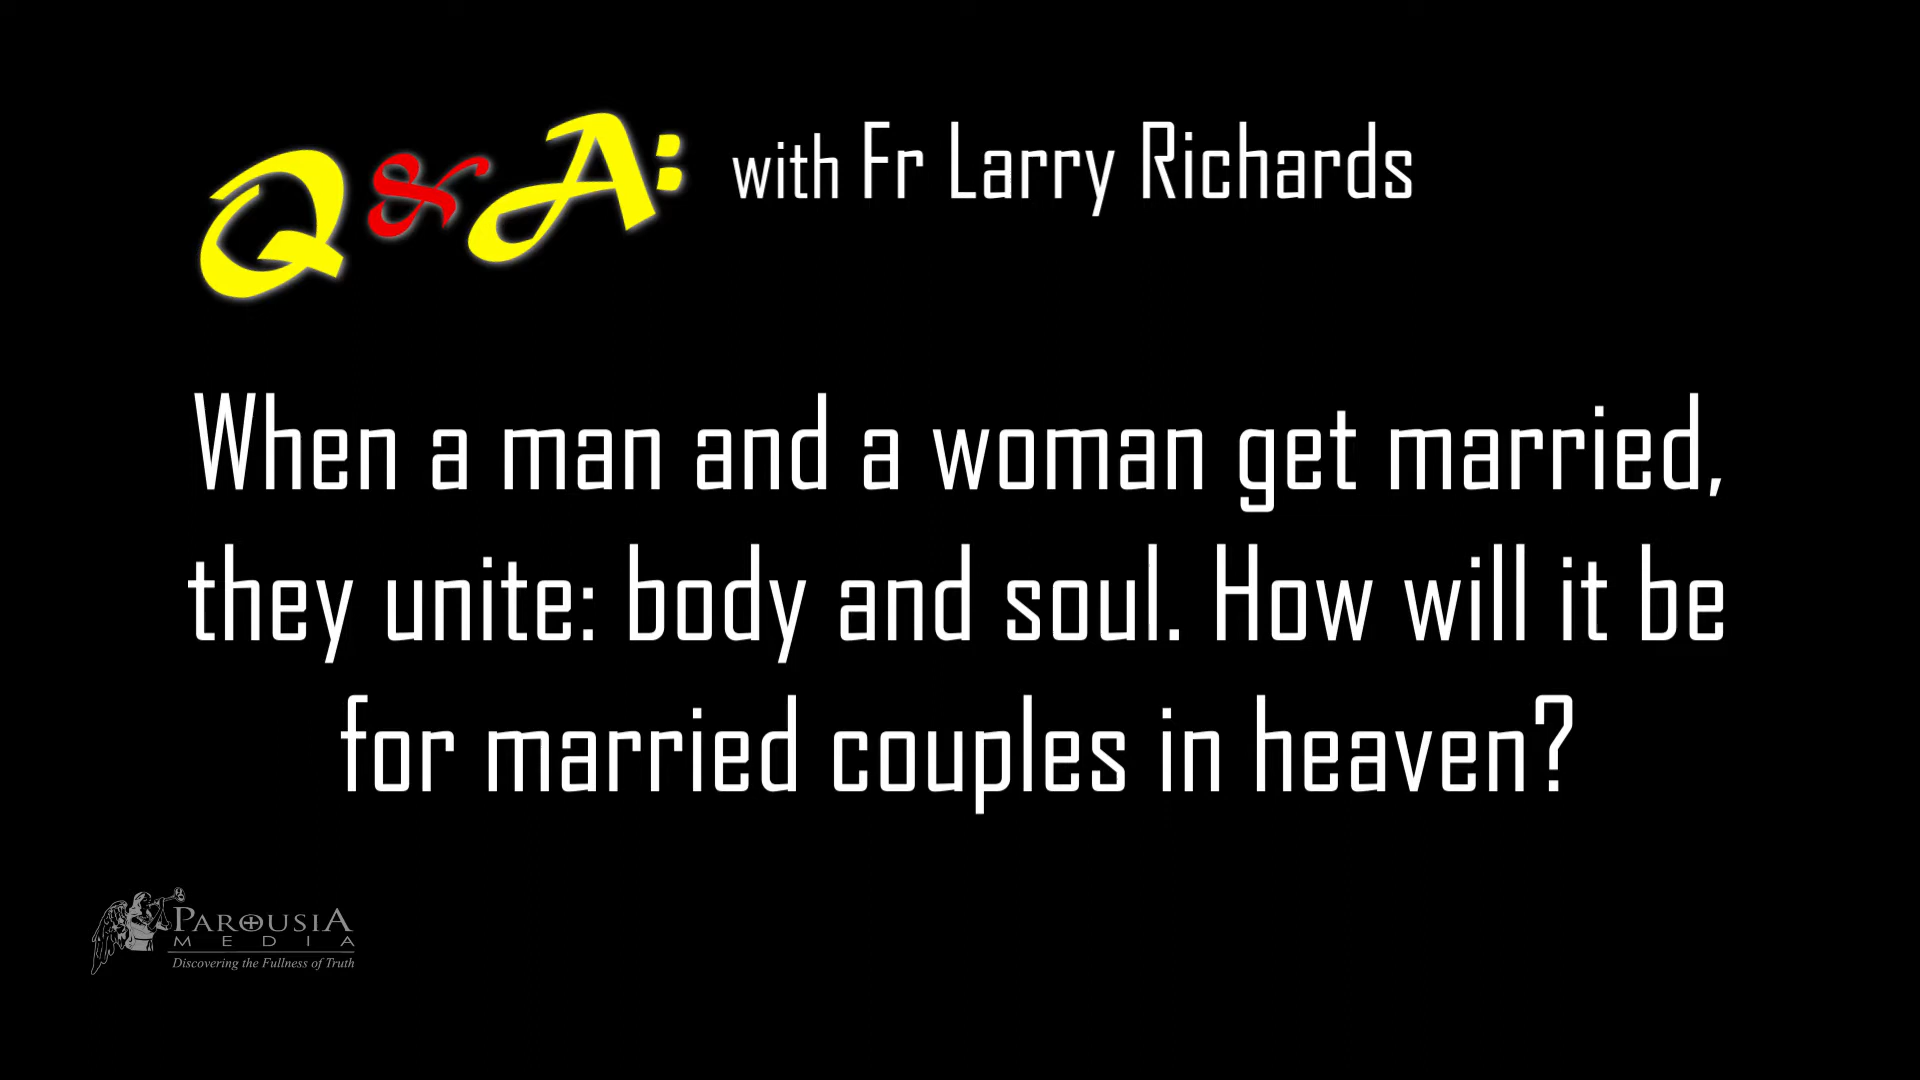 Q&A: with Fr Larry Richards
When a man and a woman get married,
they unite: body and soul. How will it be
for married couples in heaven?
PAROUSIA
MEDIA
Discovering the Fullness of Truth